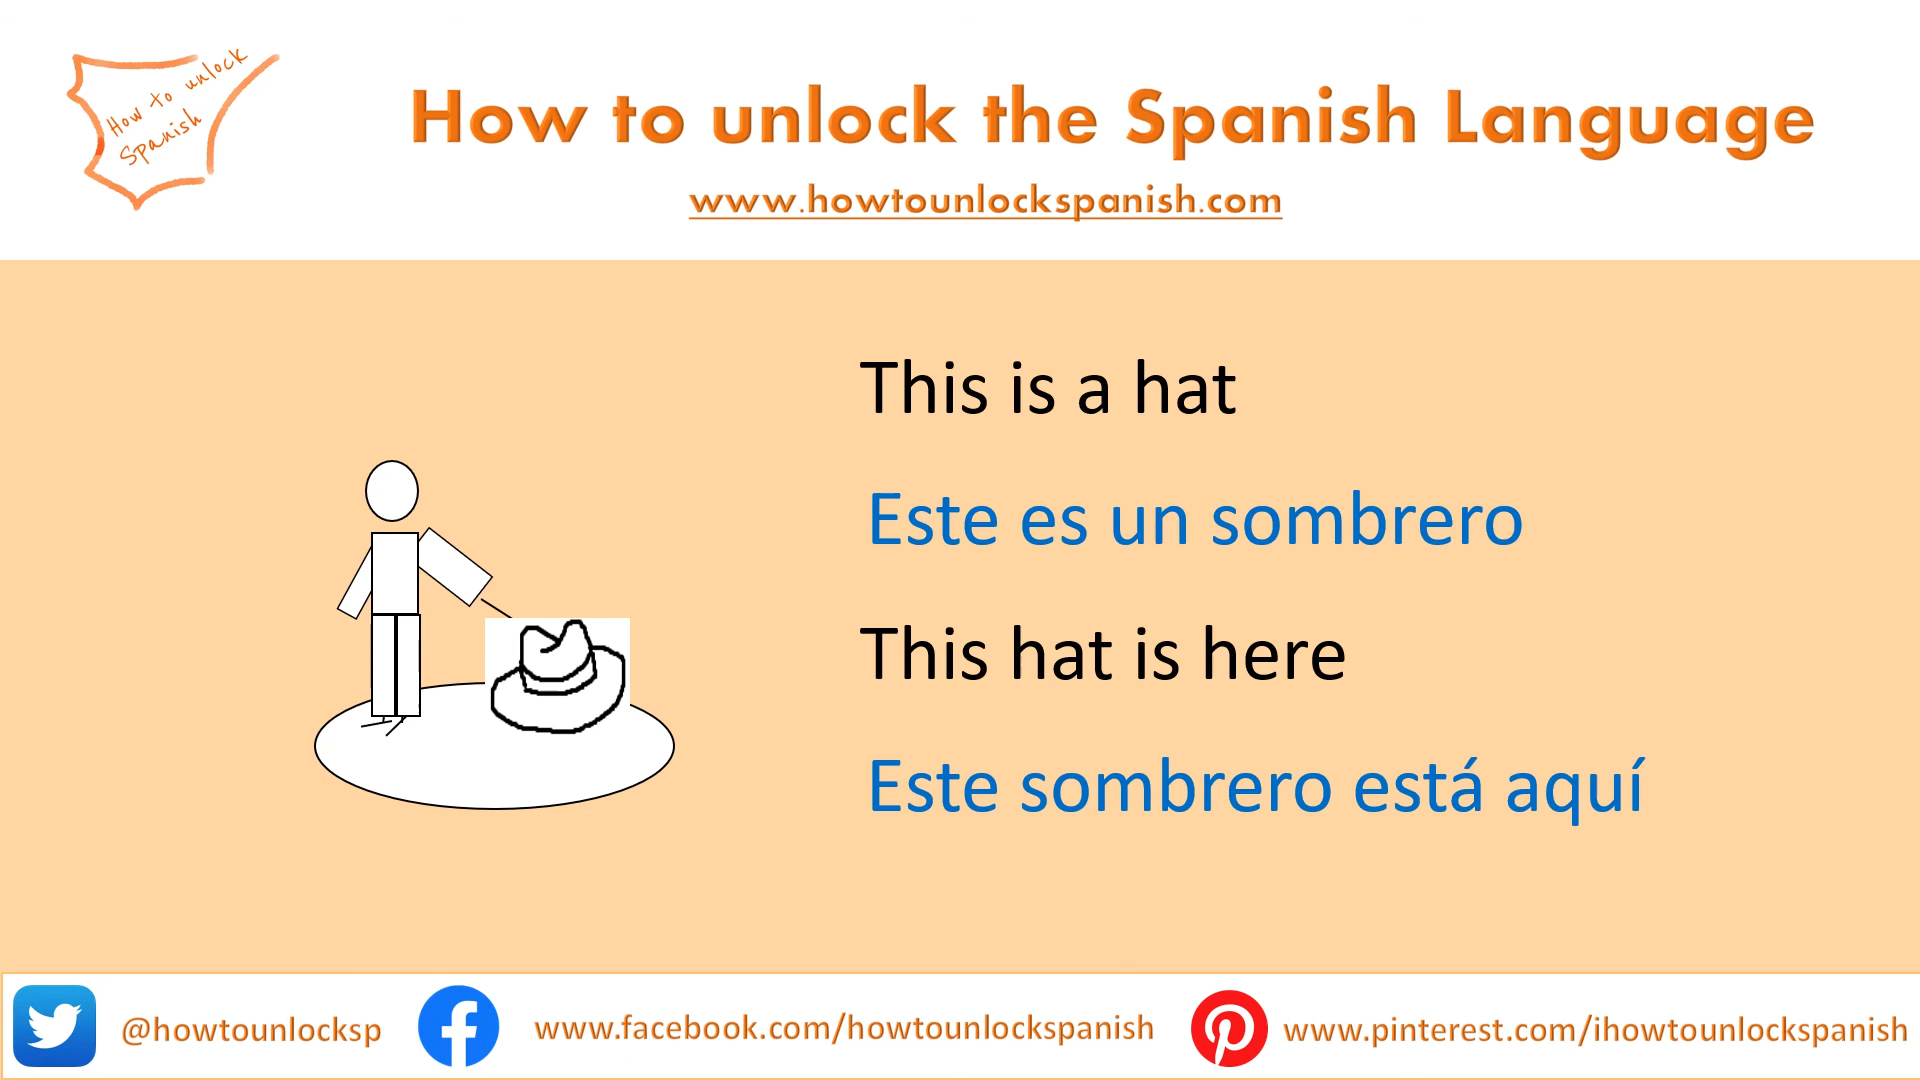 How to unlock
Spanish
How to unlock the Spanish Language
www.howtounlockspanish.com
This is a hat
Este es un sombrero
This hat is here
Este sombrero está aquí
@howtounlocksp
www.facebook.com/howtounlockspanish
www.pinterest.com/ihowtounlockspanish